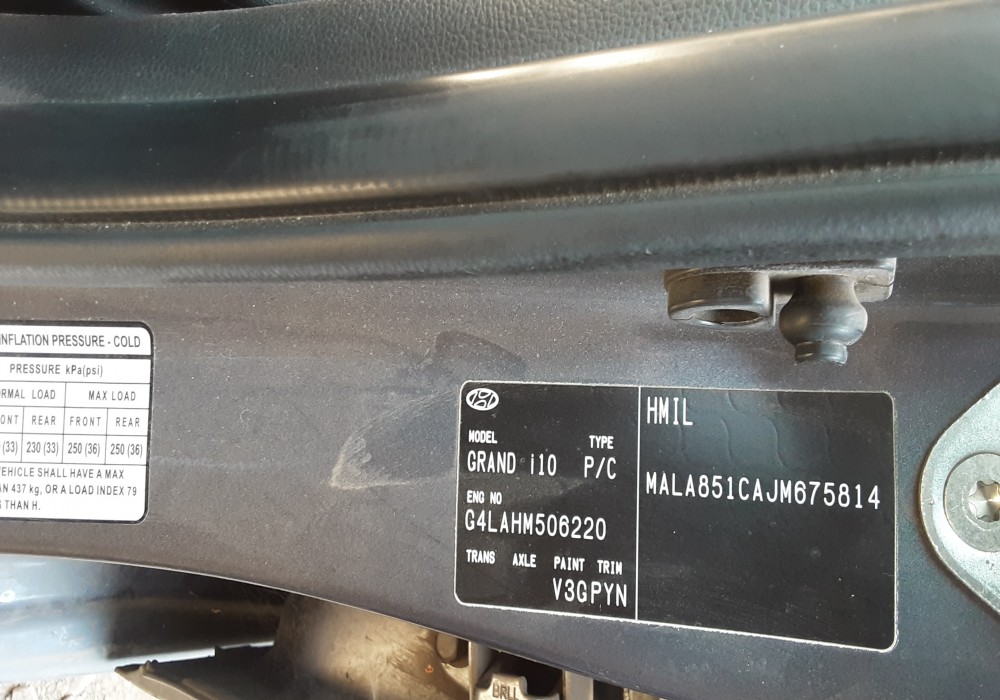 INFLATION PRESSURE - COLD
PRESSURE kPa(psi)
LOAD MAX LOAD
REAR FRONT REAR
(33) 230 (33) 250 (36) 250 (36)
VEHICLE SHALL HAVE A MAX
437 kg, OR A LOAD INDEX 79
THAN H.
MODEL TYPE
GRAND i10 P/C
ENG NO
G4LAHM506220
TRANS AXLE PAINT TRIM
V3GPYN
HMIL
MALA851CAJM675814